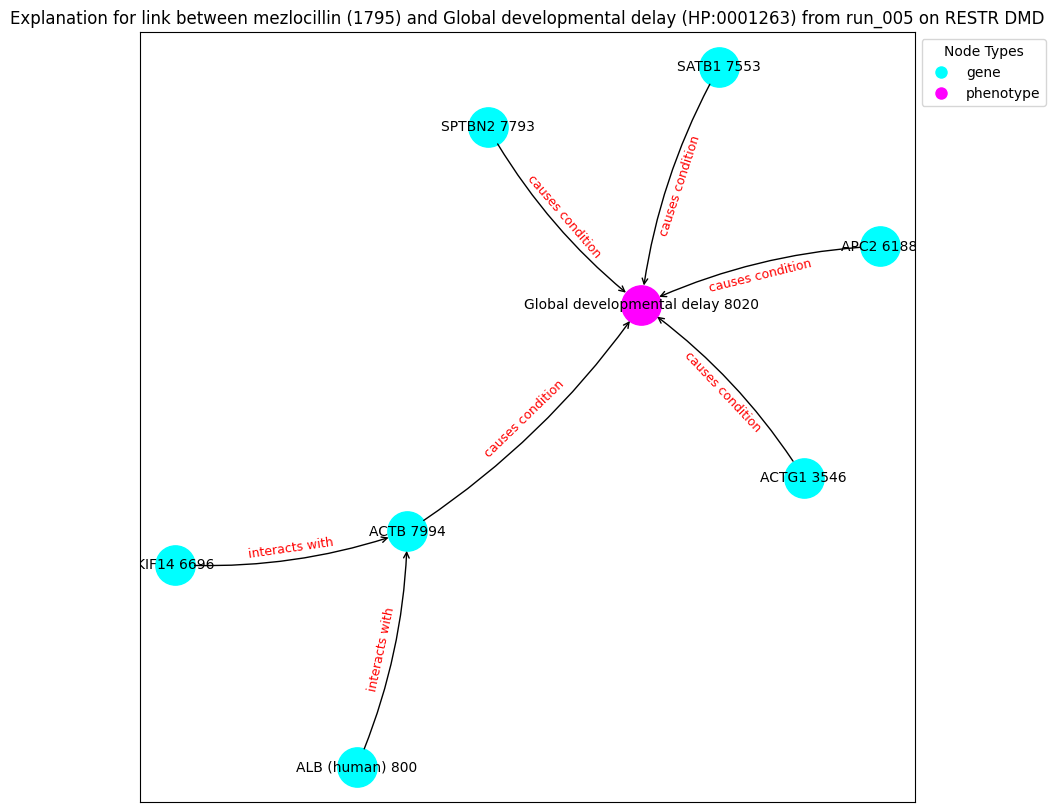 Explanation for link between mezlocillin (1795) and Global developmental delay (HP:0001263) from run_005 on RESTR DMD
Node Types
gene
phenotype
SATB1 7553
SPTBN2 7793
causes condition
causes condition
APC2 6188
causes condition
Global developmental delay 8020
causes condition
causes condition
ACTG1 3546
ACTB 7994
interacts with
KIF14 6696
interacts with
ALB (human) 800